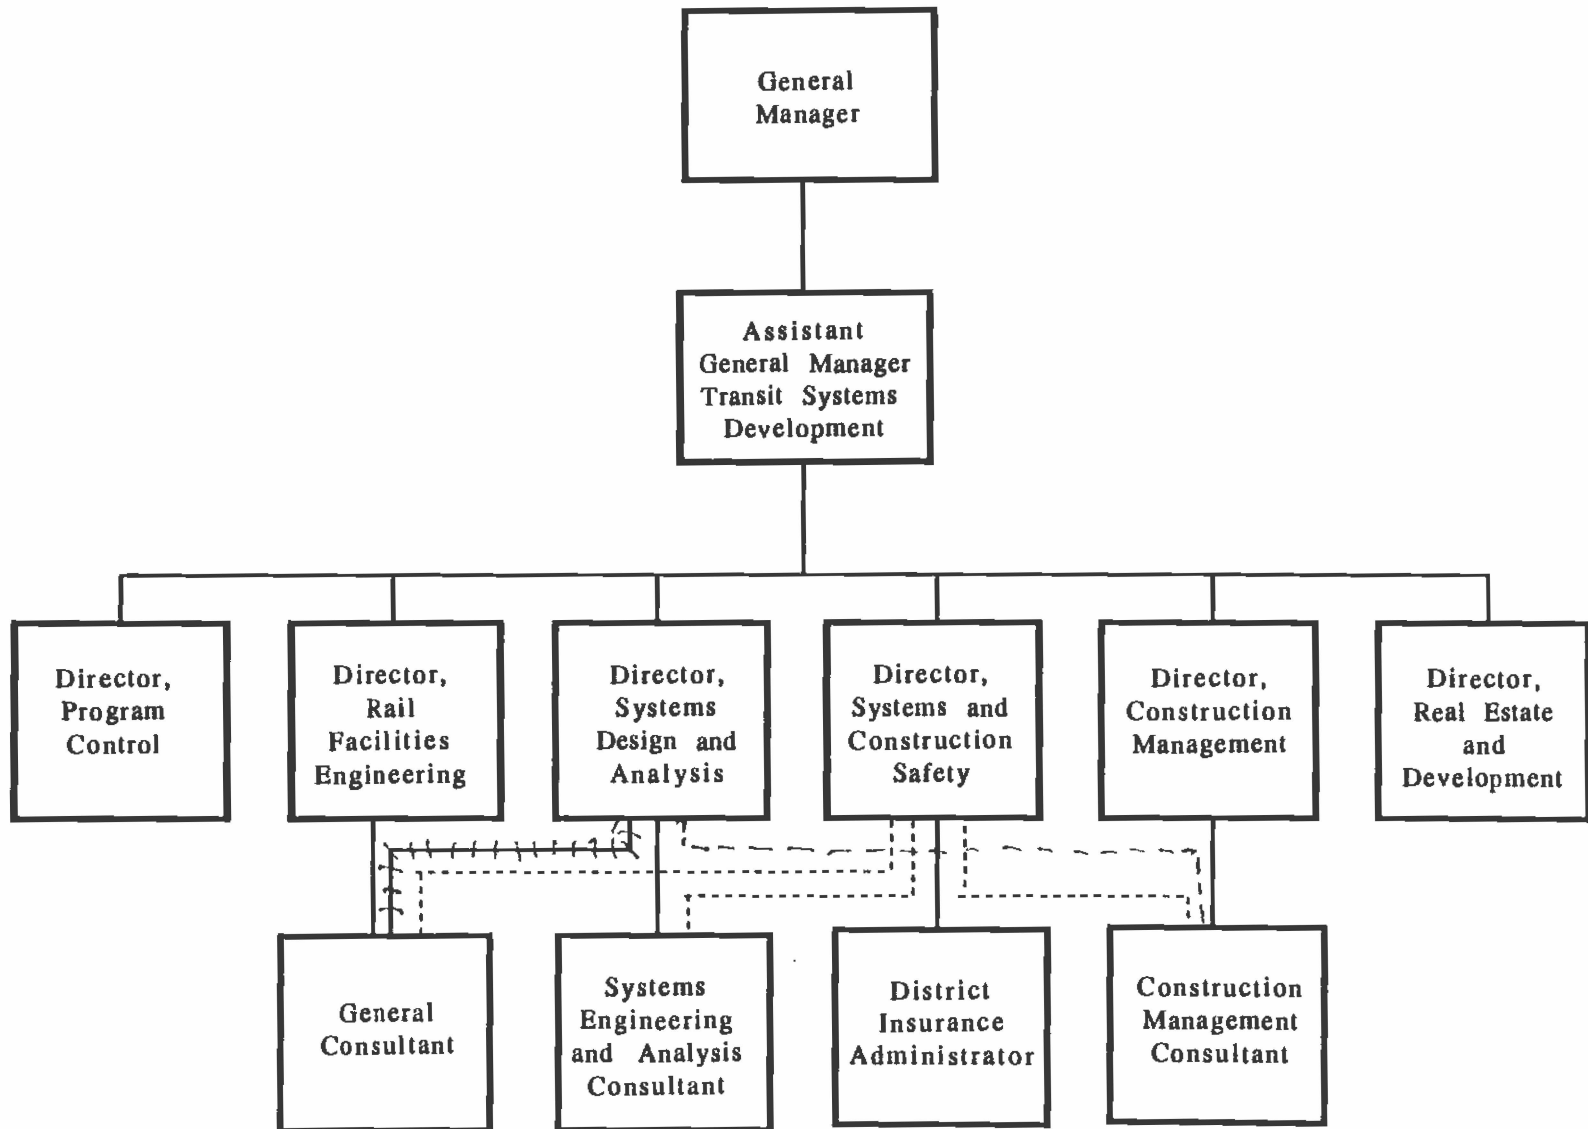 General
Manager
Assistant
General Manager
Transit Systems
Development
Director,
Program
Control
Director,
Rail
Facilities
Engineering
Director,
Systems
Design and
Analysis
Director,
Systems and
Construction
Safety
Director,
Construction
Management
Director,
Real Estate
and
Development
General
Consultant
Systems
Engineering
and Analysis
Consultant
District
Insurance
Administrator
Construction
Management
Consultant